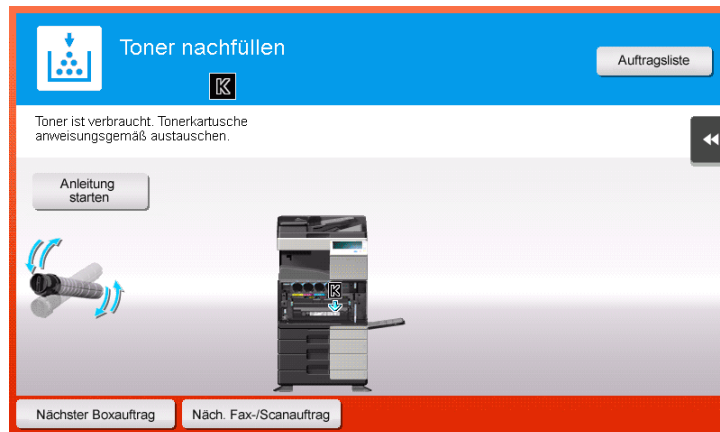 Toner nachfüllen
Auftragsliste
K
Toner ist verbraucht. Tonerkartusche
anweisungsgemäß austauschen.
Anleitung
starten
K
Nächster Boxauftrag
Näch. Fax-/Scanauftrag